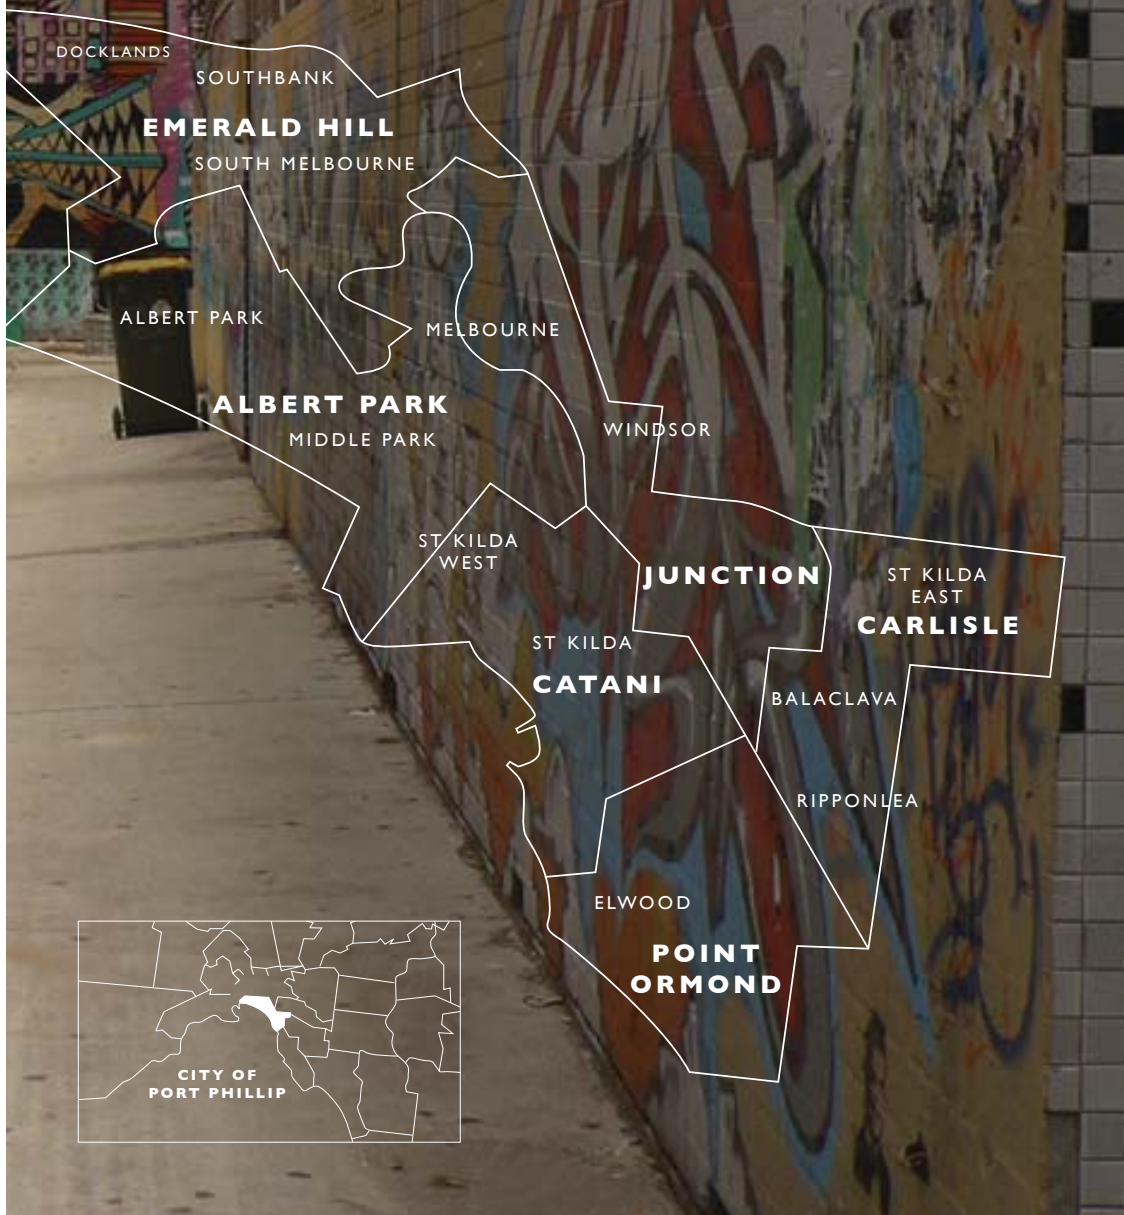 DOCKLANDS
SOUTHBANK
EMERALD HILL
SOUTH MELBOURNE
ALBERT PARK
MELBOURNE
ALBERT PARK
MIDDLE PARK
WINDSOR
ST KILDA
WEST
JUNCTION
ST KILDA
EAST
CARLISLE
ST KILDA
CATANI
BALACLAVA
RIPPONLEA
ELWOOD
POINT
ORMOND
CITY OF
PORT PHILLIP